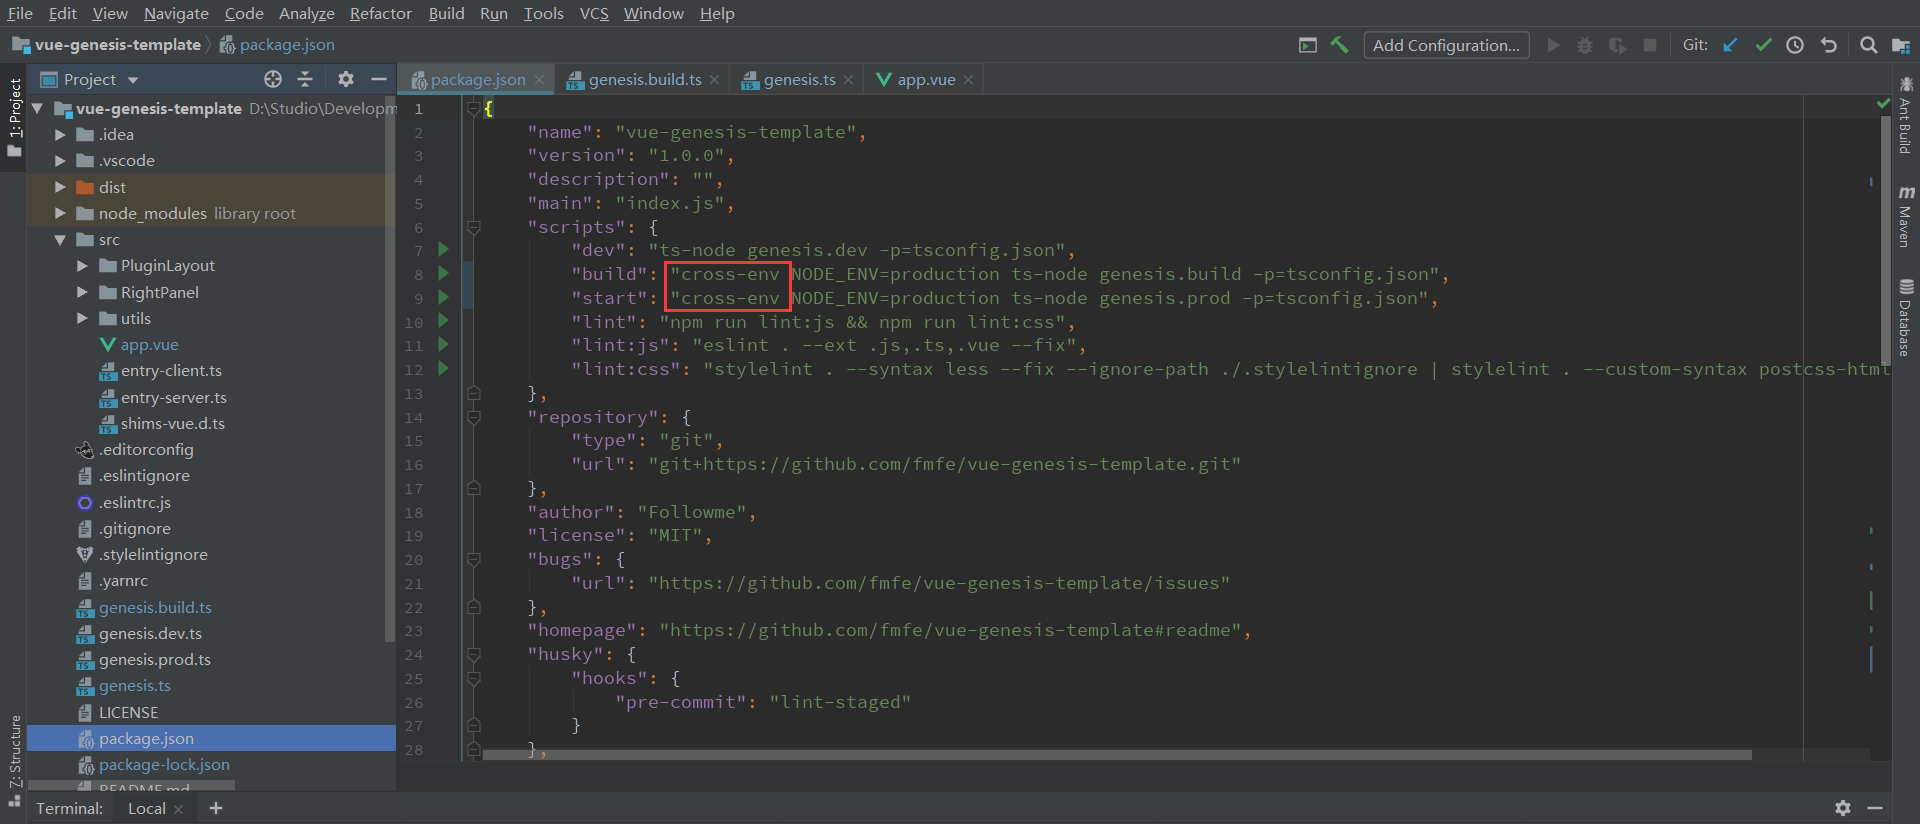 File Edit View Navigate Code Analyze Refactor Build Run Tools VCS Window Help
vue-genesis-template package.json Add Configuration... Git:
Project
package.json genesis.build.ts genesis.ts app.vue
1: Project
Z: Structure
vue-genesis-template D:\Studio\Developm
.idea
.vscode
dist
node_modules library root
src
PluginLayout
RightPanel
utils
app.vue
entry-client.ts
entry-server.ts
shims-vue.d.ts
.editorconfig
.eslintignore
.eslintrc.js
.gitignore
.stylelintignore
.yarnrc
genesis.build.ts
genesis.dev.ts
genesis.prod.ts
genesis.ts
LICENSE
package.json
package-lock.json
README.md
1 {
2 "name": "vue-genesis-template",
3 "version": "1.0.0",
4 "description": "",
5 "main": "index.js",
6 "scripts": {
7 "dev": "ts-node genesis.dev -p=tsconfig.json",
8 "build": "cross-env NODE_ENV=production ts-node genesis.build -p=tsconfig.json",
9 "start": "cross-env NODE_ENV=production ts-node genesis.prod -p=tsconfig.json",
10 "lint": "npm run lint:js && npm run lint:css",
11 "lint:js": "eslint . --ext .js,.ts,.vue --fix",
12 "lint:css": "stylelint . --syntax less --fix --ignore-path ./.stylelintignore | stylelint . --custom-syntax postcss-html
13 },
14 "repository": {
15 "type": "git",
16 "url": "git+https://github.com/fmfe/vue-genesis-template.git"
17 },
18 "author": "Followme",
19 "license": "MIT",
20 "bugs": {
21 "url": "https://github.com/fmfe/vue-genesis-template/issues"
22 },
23 "homepage": "https://github.com/fmfe/vue-genesis-template#readme",
24 "husky": {
25 "hooks": {
26 "pre-commit": "lint-staged"
27 }
28 },
Ant Build
m Maven
Database
Terminal: Local